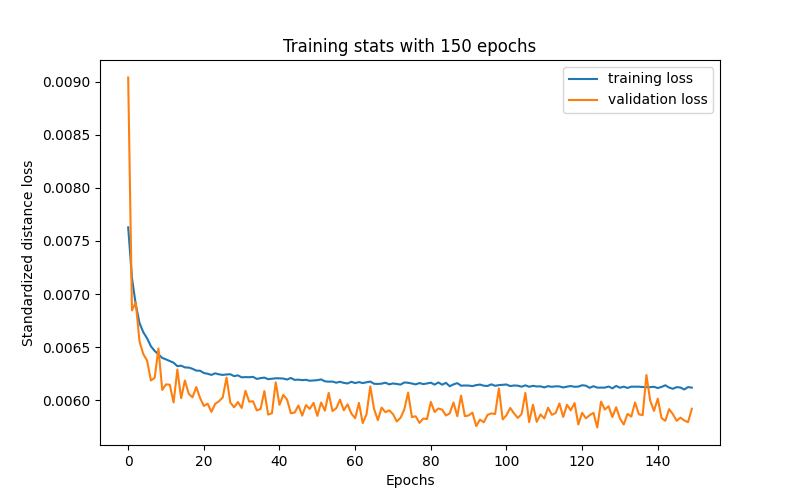 Training stats with 150 epochs
training loss
validation loss
Standardized distance loss
0.0090
0.0085
0.0080
0.0075
0.0070
0.0065
0.0060
0 20 40 60 80 100 120 140
Epochs